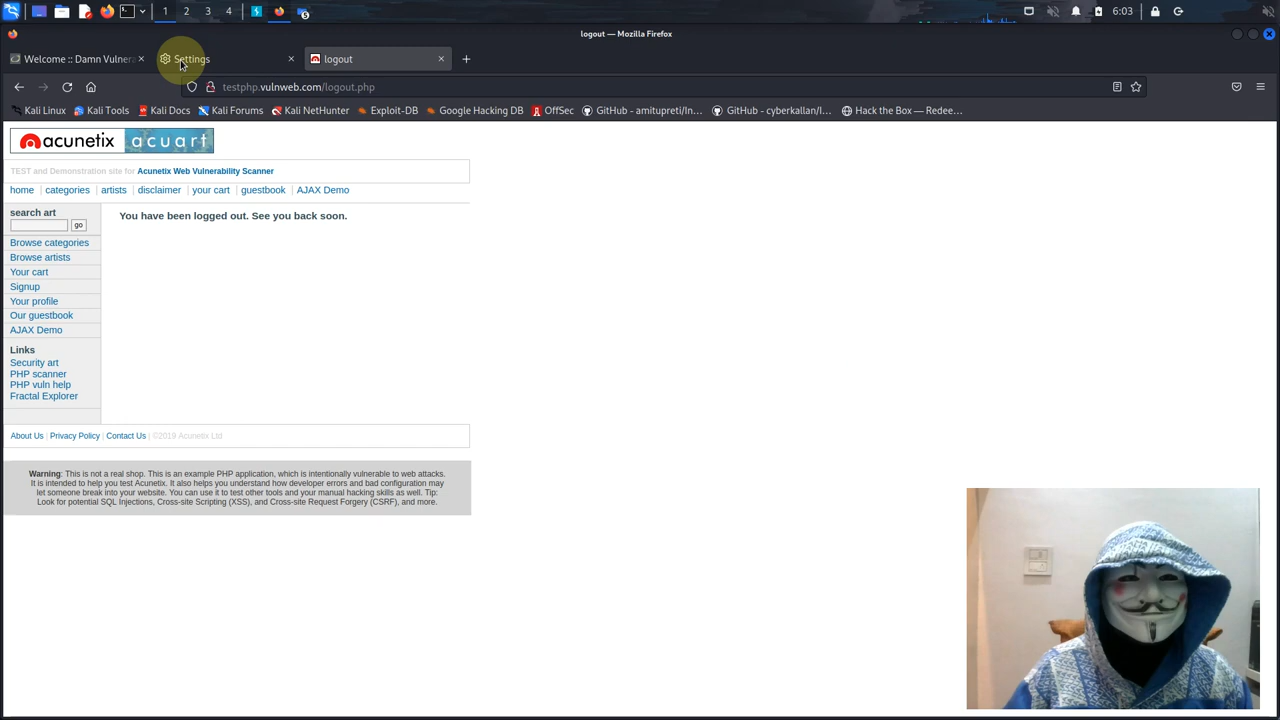 1 2 3 4 5 6:03
logout — Mozilla Firefox
Welcome :: Damn Vulnera Settings logout
testphp.vulnweb.com/logout.php
Kali Linux Kali Tools Kali Docs Kali Forums Kali NetHunter Exploit-DB Google Hacking DB OffSec GitHub - amitupreti/In… GitHub - cyberkallan/I… Hack the Box — Redee…
acunetix acuart
TEST and Demonstration site for Acunetix Web Vulnerability Scanner
home | categories | artists | disclaimer | your cart | guestbook | AJAX Demo
search art
go
You have been logged out. See you back soon.
Browse categories
Browse artists
Your cart
Signup
Your profile
Our guestbook
AJAX Demo
Links
Security art
PHP scanner
PHP vuln help
Fractal Explorer
About Us | Privacy Policy | Contact Us | ©2019 Acunetix Ltd
Warning: This is not a real shop. This is an example PHP application, which is intentionally vulnerable to web attacks.
It is intended to help you test Acunetix. It also helps you understand how developer errors and bad configuration may
let someone break into your website. You can use it to test other tools and your manual hacking skills as well. Tip:
Look for potential SQL Injections, Cross-site Scripting (XSS), and Cross-site Request Forgery (CSRF), and more.